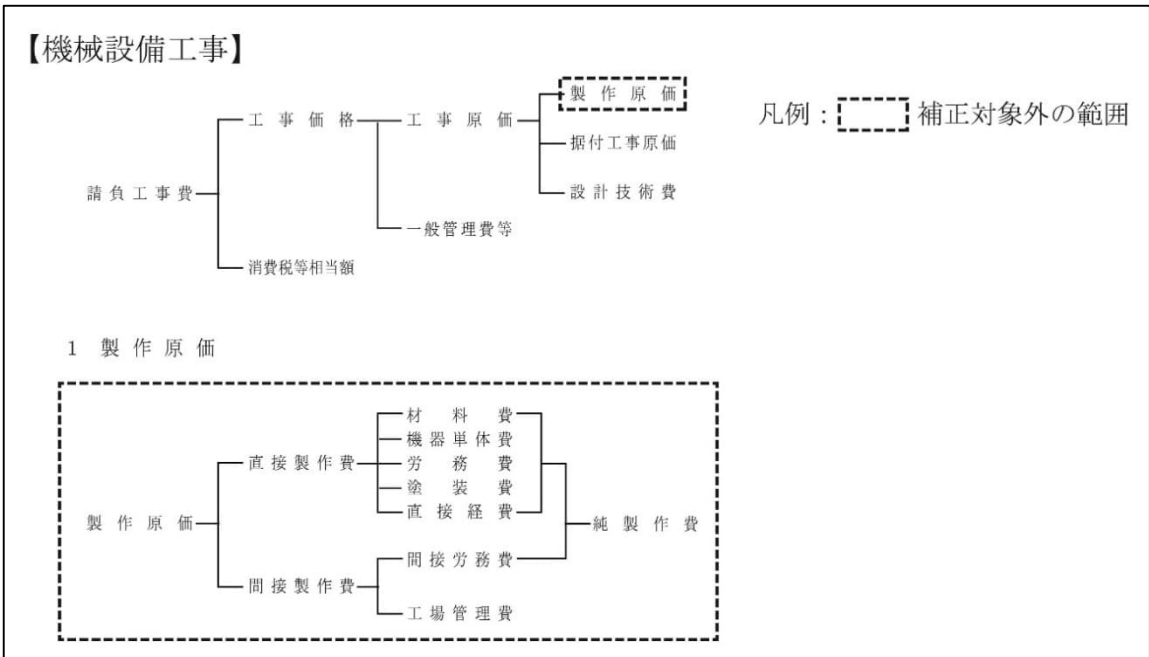 【機械設備工事】
製作原価
凡例：補正対象外の範囲
工事価格 工事原価
据付工事原価
請負工事費 設計技術費
一般管理費等
消費税等相当額
1 製作原価
材料費
機器単体費
直接製作費 労務費
塗装費
直接経費
製作原価 純製作費
間接労務費
間接製作費
工場管理費